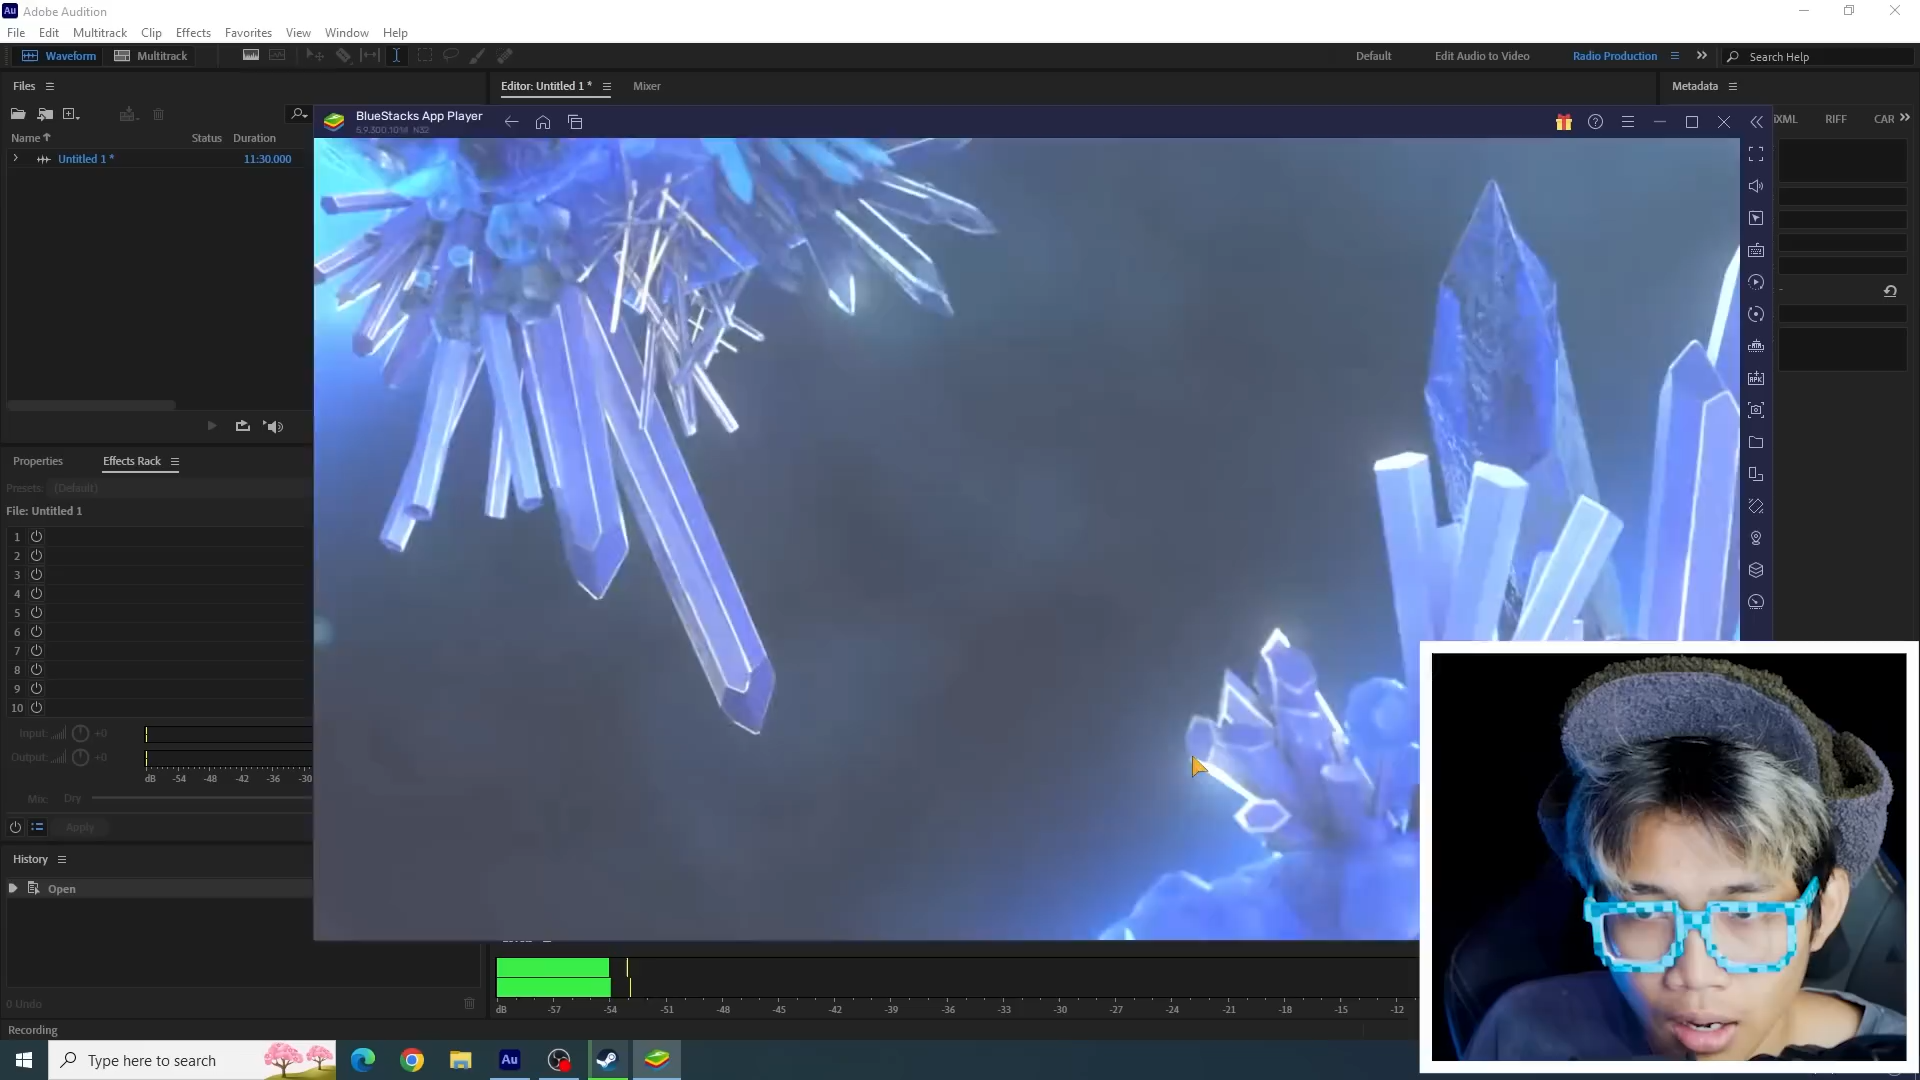 Au Adobe Audition
File Edit Multitrack Clip Effects Favorites View Window Help
Waveform Multitrack Default Edit Audio to Video Radio Production Search Help
Files Editor: Untitled 1 * Mixer Metadata
BlueStacks App Player
iXML RIFF CAR
Name Status Duration
Untitled 1 * 11:30.000
Properties Effects Rack
Presets: (Default)
File: Untitled 1
1
2
3
4
5
6
7
8
9
10
Input: +0
Output: +0
dB -54 -48 -42 -36 -30
Mix: Dry
Apply
History
Open
0 Undo
dB -57 -54 -51 -48 -45 -42 -39 -36 -33 -30 -27 -24 -21 -18 -15 -12
Recording
Type here to search Au